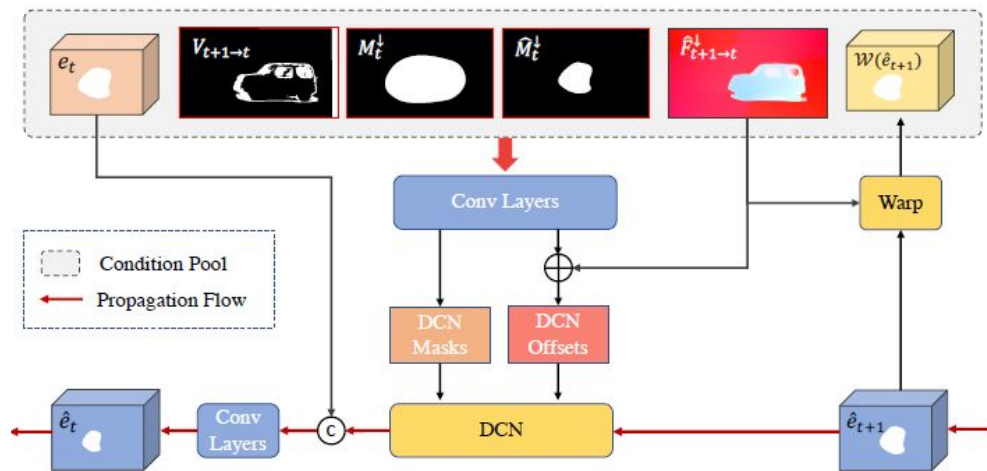 e_t
V_{t+1→t}
M_t^↓
M̂_t^↓
F̂_{t+1→t}^↓
𝒲(ê_{t+1})
Conv Layers
Warp
Condition Pool
Propagation Flow
DCN
Masks
DCN
Offsets
ê_t
Conv
Layers
C
DCN
ê_{t+1}